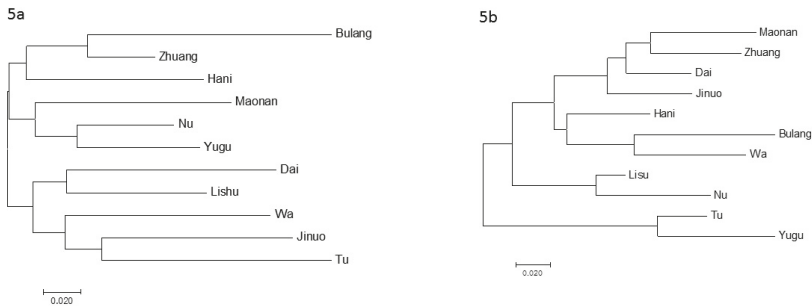 5a
Bulang
Zhuang
Hani
Maonan
Nu
Yugu
Dai
Lishu
Wa
Jinuo
Tu
0.020
5b
Maonan
Zhuang
Dai
Jinuo
Hani
Bulang
Wa
Lisu
Nu
Tu
Yugu
0.020